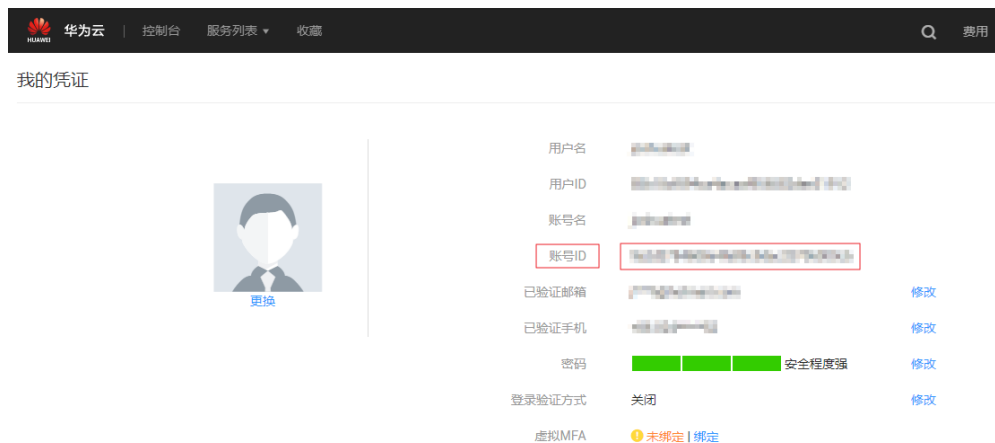 HUAWEI 华为云 | 控制台 服务列表 ▾ 收藏 费用
我的凭证
用户名
用户ID
账号名
账号ID
已验证邮箱 修改
已验证手机 修改
密码 安全程度强 修改
登录验证方式 关闭 修改
虚拟MFA 未绑定 | 绑定
更换